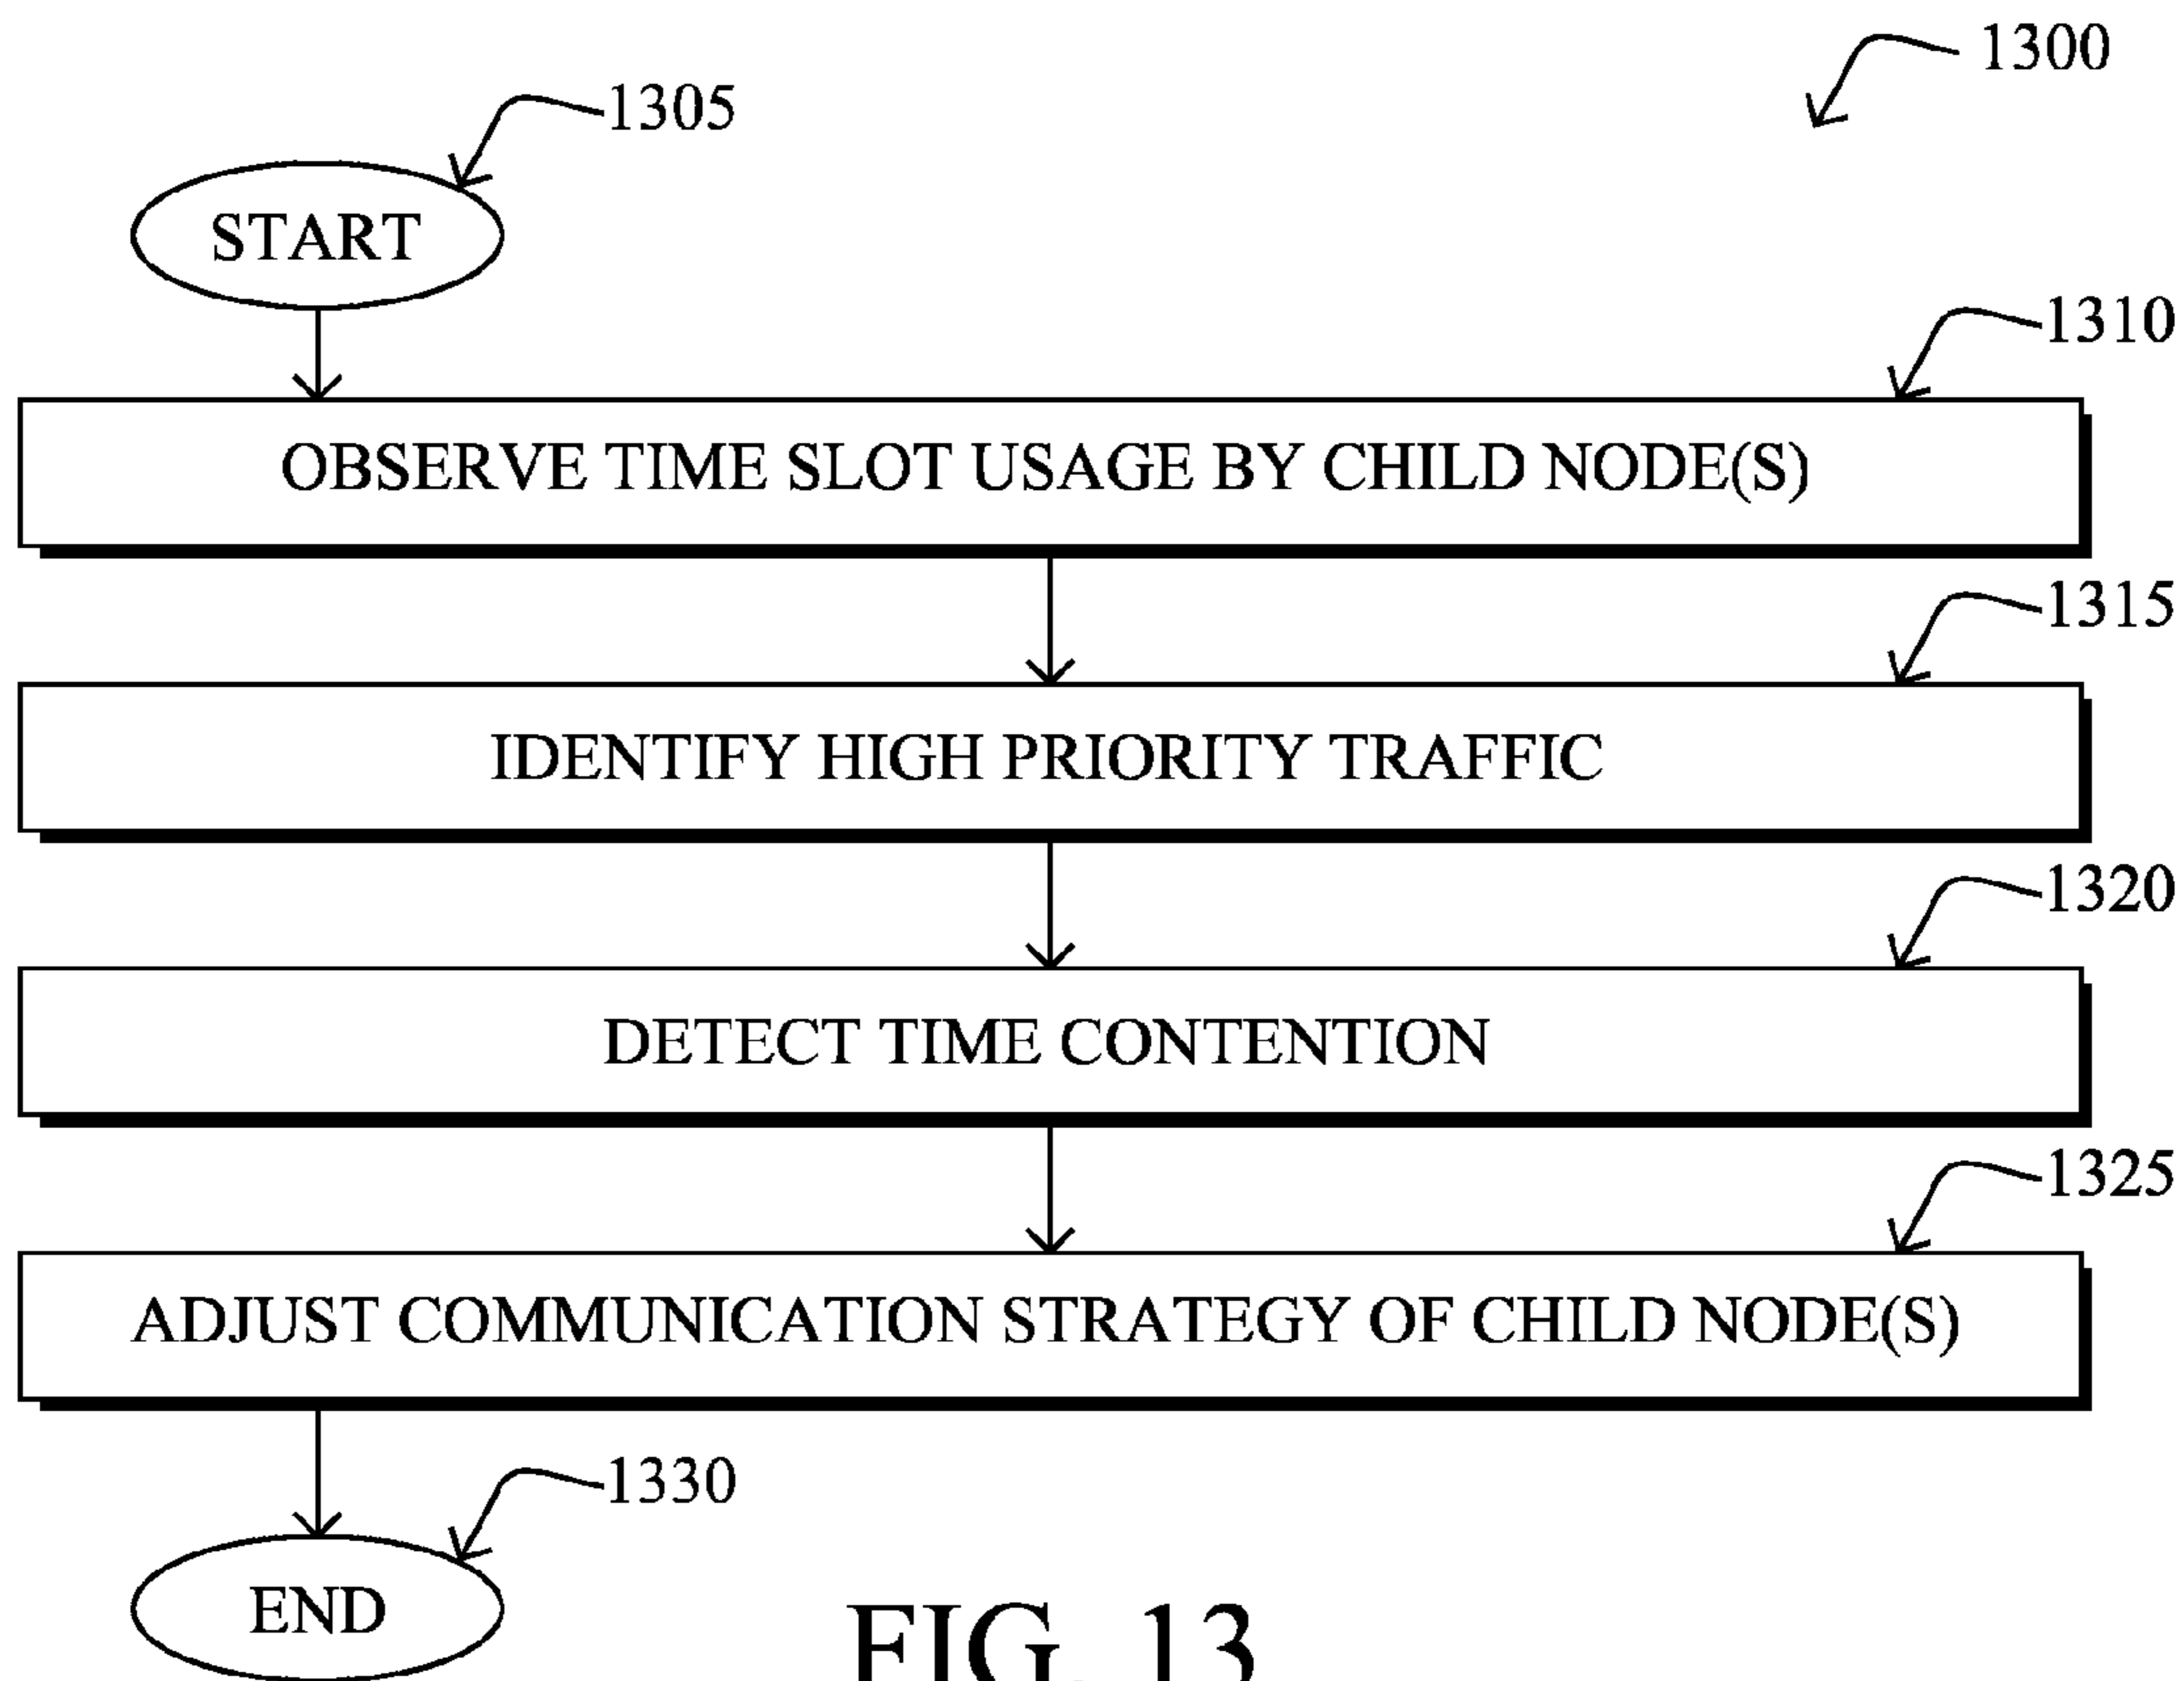 1300
1305
START
1310
OBSERVE TIME SLOT USAGE BY CHILD NODE(S)
1315
IDENTIFY HIGH PRIORITY TRAFFIC
1320
DETECT TIME CONTENTION
1325
ADJUST COMMUNICATION STRATEGY OF CHILD NODE(S)
1330
END
FIG. 13